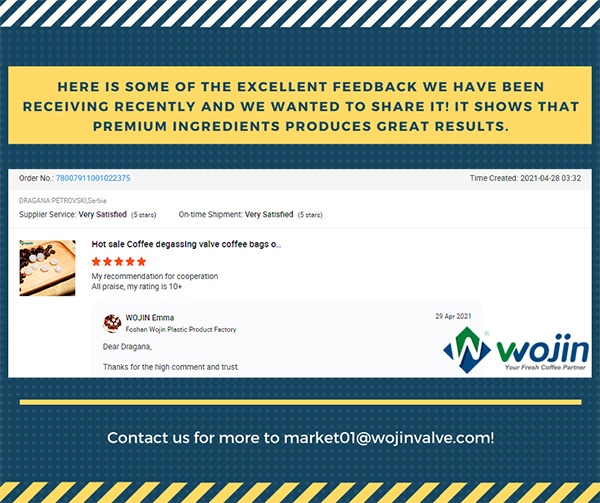 HERE IS SOME OF THE EXCELLENT FEEDBACK WE HAVE BEEN
RECEIVING RECENTLY AND WE WANTED TO SHARE IT! IT SHOWS THAT
PREMIUM INGREDIENTS PRODUCES GREAT RESULTS.
Order No.: 78007911001022375 Time Created: 2021-04-28 03:32
DRAGANA PETROVSKI,Serbia
Supplier Service: Very Satisfied (5 stars) On-time Shipment: Very Satisfied (5 stars)
Hot sale Coffee degassing valve coffee bags o...
My recommendation for cooperation
All praise, my rating is 10+
WOJIN Emma 29 Apr 2021
Foshan Wojin Plastic Product Factory
Dear Dragana,
Thanks for the high comment and trust.
W wojin ®
Your Fresh Coffee Partner
Contact us for more to market01@wojinvalve.com!